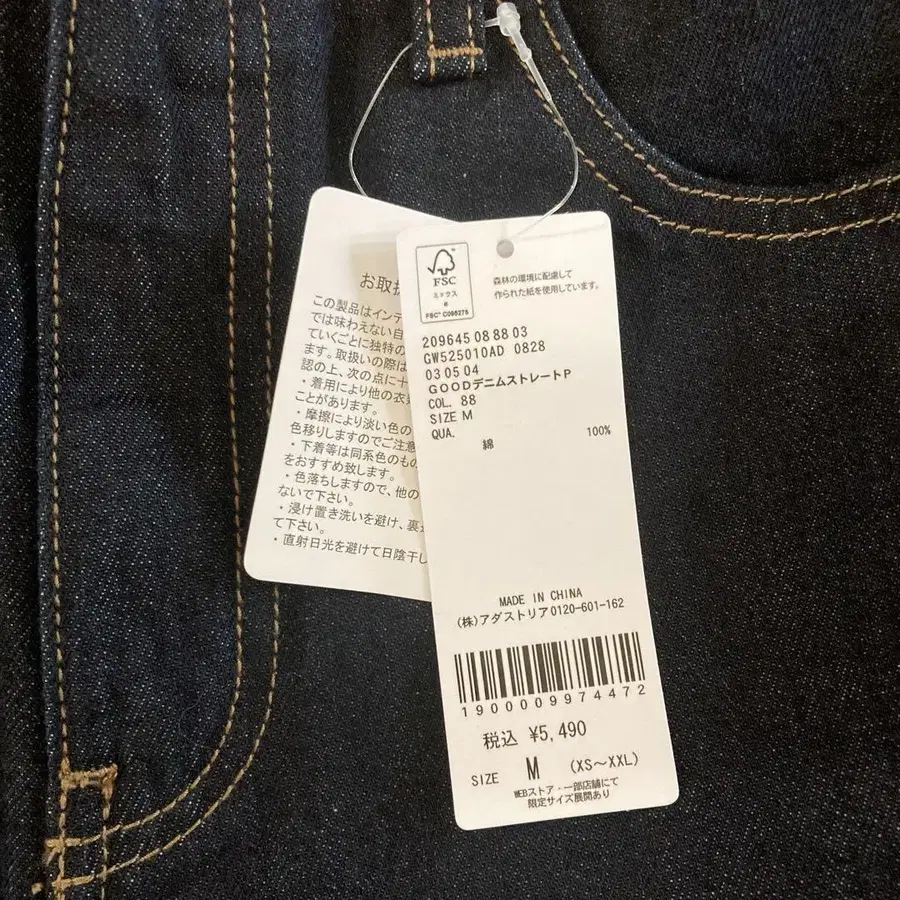 お取扱
この製品はインテ
では味わえない自
ていくごとに独特の
ます。取扱いの際は
認の上、次の点に十
・着用により他の衣
ことがあります。
・摩擦により淡い色の
色移りしますのでご注意
・下着等は同系色のもの
をおすすめ致します。
・色落ちしますので、他の
ないで下さい。
・浸け置き洗いを避け、裏
て下さい。
・直射日光を避けて日陰干し
FSC
ミックス
紙
FSC® C095275
森林の環境に配慮して
作られた紙を使用しています。
209645 08 88 03
GW525010AD 0828
03 05 04
GOODデニムストレートP
COL. 88
SIZE M
QUA.
綿 100%
MADE IN CHINA
(株)アダストリア0120-601-162
1900009974472
税込 ¥5,490
SIZE M (XS～XXL)
WEBストア・一部店舗にて
限定サイズ展開あり